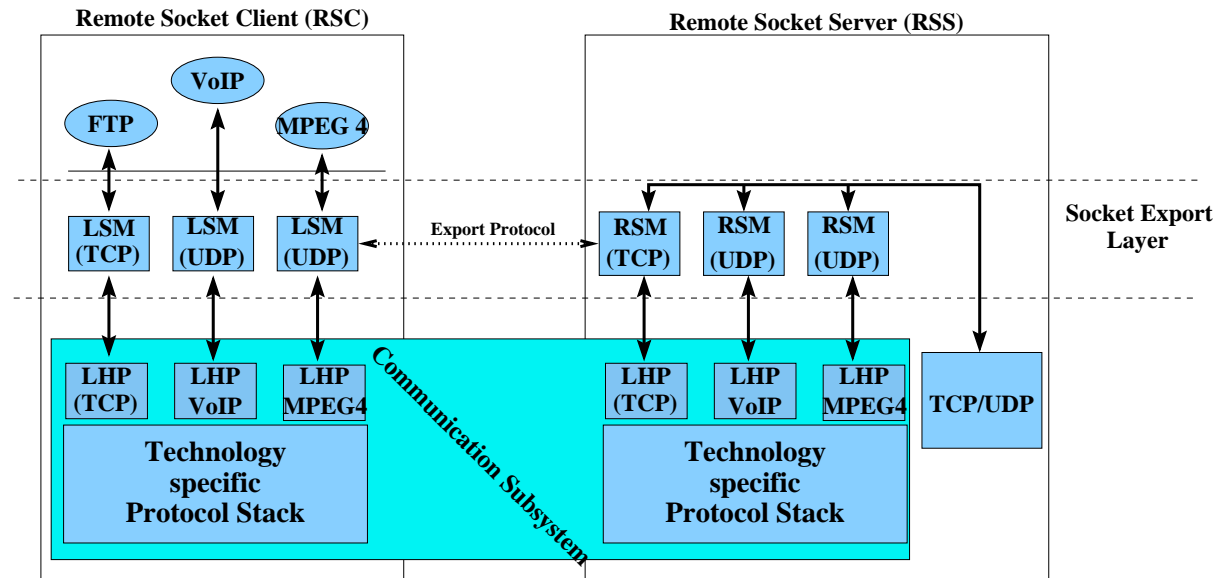 Remote Socket Client (RSC)
Remote Socket Server (RSS)
VoIP
FTP
MPEG 4
LSM
(TCP)
LSM
(UDP)
LSM
(UDP)
Export Protocol
RSM
(TCP)
RSM
(UDP)
RSM
(UDP)
Socket Export
Layer
LHP
(TCP)
LHP
VoIP
LHP
MPEG4
Technology
specific
Protocol Stack
Communication Subsystem
LHP
(TCP)
LHP
VoIP
LHP
MPEG4
Technology
specific
Protocol Stack
TCP/UDP